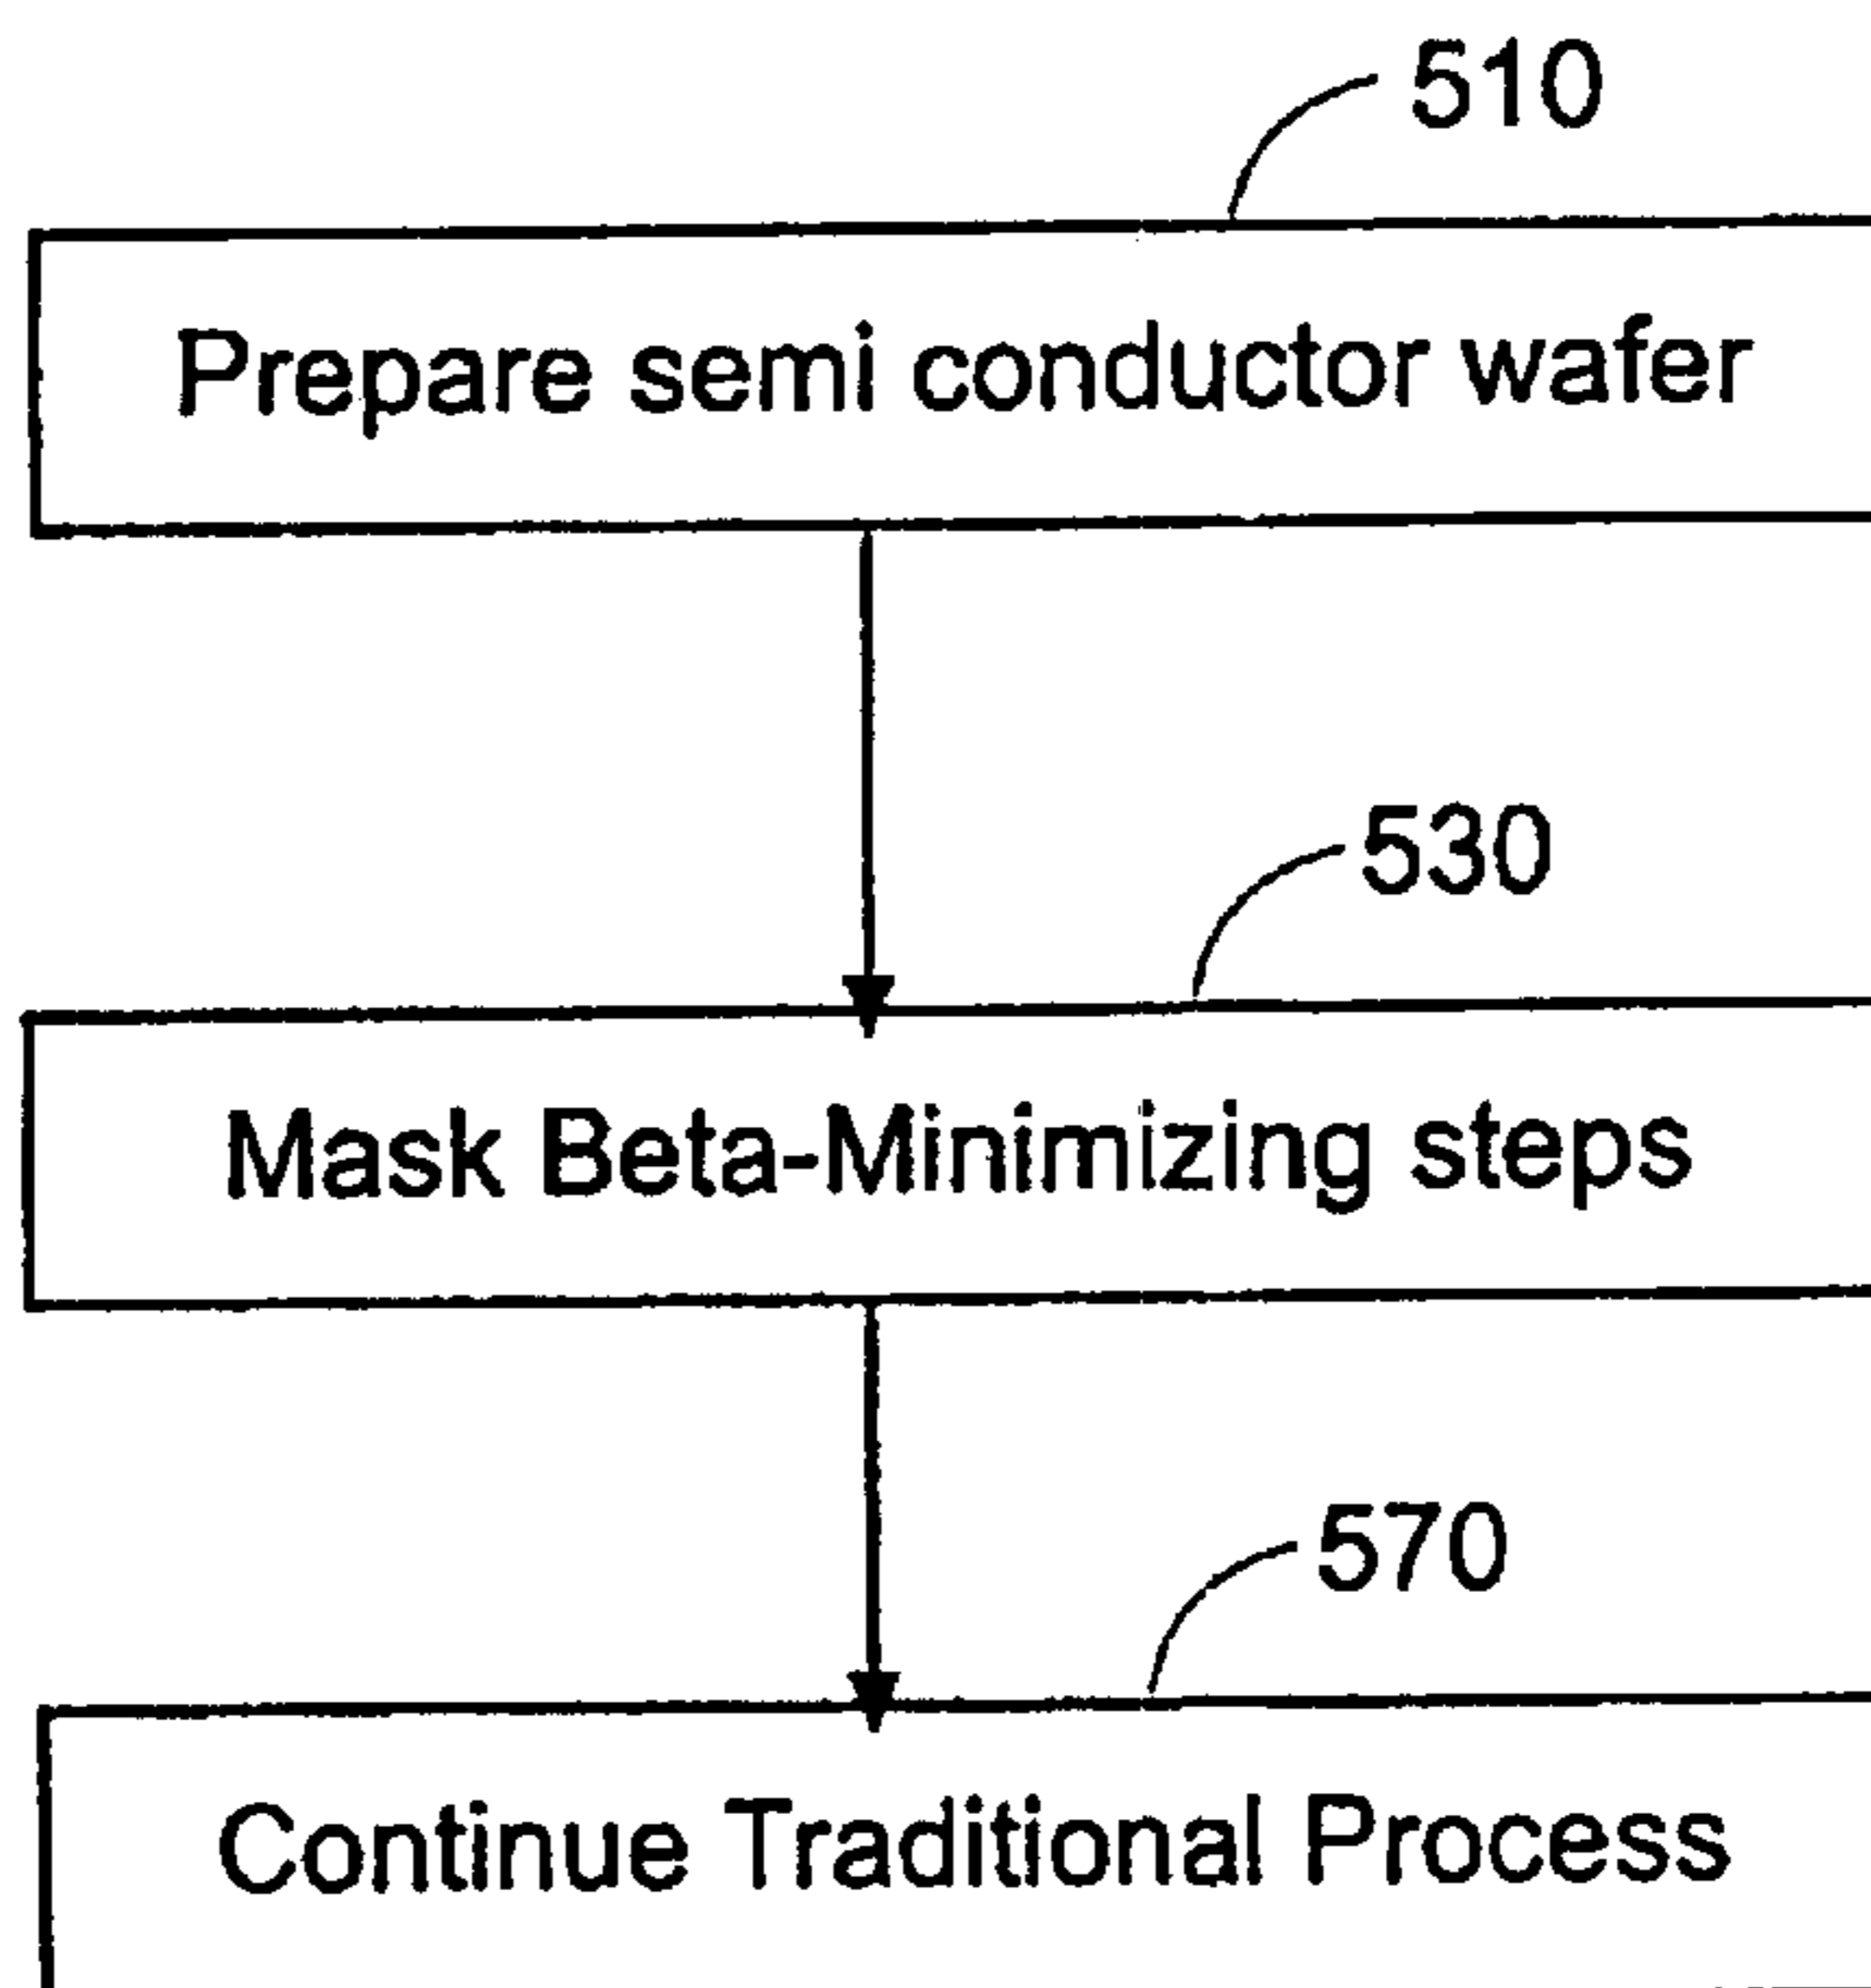 510
Prepare semi conductor wafer
530
Mask Beta-Minimizing steps
570
Continue Traditional Process